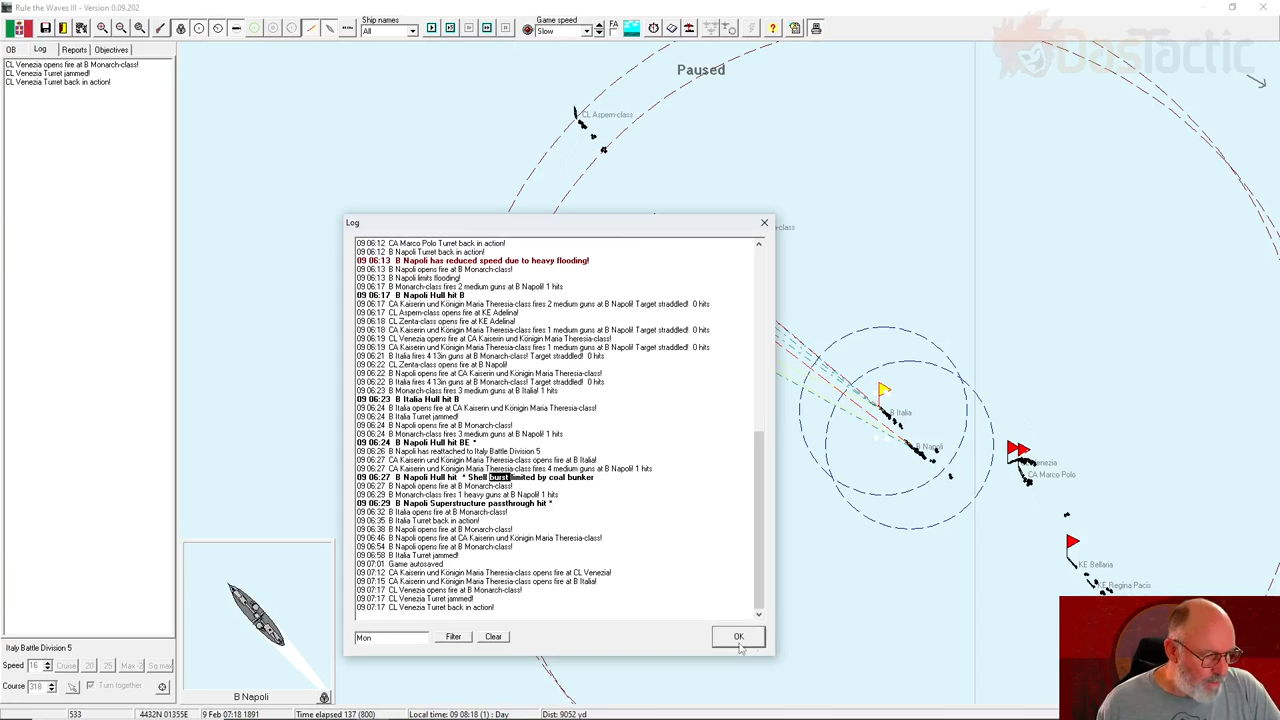 Rule the Waves III - Version 0.09.202
Ship names
All
Game speed
Slow
FA
OB
Log
Reports
Objectives
CL Venezia opens fire at B Monarch-class!
CL Venezia Turret jammed!
CL Venezia Turret back in action!
DasTactic
Paused
CL Aspern-class
a-class
Log
09 06:12 CA Marco Polo Turret back in action!
09 06:12 B Napoli Turret back in action!
09 06:13 B Napoli has reduced speed due to heavy flooding!
09 06:13 B Napoli opens fire at B Monarch-class!
09 06:13 B Napoli limits flooding!
09 06:17 B Monarch-class fires 2 medium guns at B Napoli! 1 hits
09 06:17 B Napoli Hull hit B
09 06:17 CA Kaiserin und Königin Maria Theresia-class fires 2 medium guns at B Napoli! Target straddled! 0 hits
09 06:17 CL Aspern-class opens fire at KE Adelina!
09 06:18 CL Zenta-class opens fire at KE Adelina!
09 06:18 CA Kaiserin und Königin Maria Theresia-class fires 1 medium guns at B Napoli! Target straddled! 0 hits
09 06:19 CL Venezia opens fire at CA Kaiserin und Königin Maria Theresia-class!
09 06:19 CA Kaiserin und Königin Maria Theresia-class fires 1 medium guns at B Napoli! Target straddled! 0 hits
09 06:21 B Italia fires 4 13in guns at B Monarch-class! Target straddled! 0 hits
09 06:22 CL Zenta-class opens fire at B Napoli!
09 06:22 B Napoli opens fire at CA Kaiserin und Königin Maria Theresia-class!
09 06:22 B Italia fires 4 13in guns at B Monarch-class! Target straddled! 0 hits
09 06:23 B Monarch-class fires 3 medium guns at B Italia! 1 hits
09 06:23 B Italia Hull hit B
09 06:24 B Italia opens fire at CA Kaiserin und Königin Maria Theresia-class!
09 06:24 B Italia Turret jammed!
09 06:24 B Napoli opens fire at B Monarch-class!
09 06:24 B Monarch-class fires 3 medium guns at B Napoli! 1 hits
09 06:24 B Napoli Hull hit BE *
09 06:26 B Napoli has reattached to Italy Battle Division 5
09 06:27 CA Kaiserin und Königin Maria Theresia-class opens fire at B Italia!
09 06:27 CA Kaiserin und Königin Maria Theresia-class fires 4 medium guns at B Napoli! 1 hits
09 06:27 B Napoli Hull hit * Shell burst limited by coal bunker
09 06:27 B Napoli opens fire at B Monarch-class!
09 06:29 B Monarch-class fires 1 heavy guns at B Napoli! 1 hits
09 06:29 B Napoli Superstructure passthrough hit *
09 06:32 B Italia opens fire at B Monarch-class!
09 06:35 B Italia Turret back in action!
09 06:38 B Napoli opens fire at B Monarch-class!
09 06:46 B Napoli opens fire at CA Kaiserin und Königin Maria Theresia-class!
09 06:54 B Napoli opens fire at B Monarch-class!
09 06:58 B Italia Turret jammed!
09 07:01 Game autosaved
09 07:12 CA Kaiserin und Königin Maria Theresia-class opens fire at CL Venezia!
09 07:15 CA Kaiserin und Königin Maria Theresia-class opens fire at B Italia!
09 07:17 CL Venezia opens fire at B Monarch-class!
09 07:17 CL Venezia Turret jammed!
09 07:17 CL Venezia Turret back in action!
Mon
Filter
Clear
OK
B Italia
B Napoli
enezia
CA Marco Polo
KE Bellaria
KE Regina Pacis
Italy Battle Division 5
Speed 16 Cruise -20 25 Max -2 Sq max
Course 318 Turn together
B Napoli
533
4432N 01355E
9 Feb 07:18 1891
Time elapsed 137 (800)
Local time: 09 08:18 (1) : Day
Dist: 9052 yd